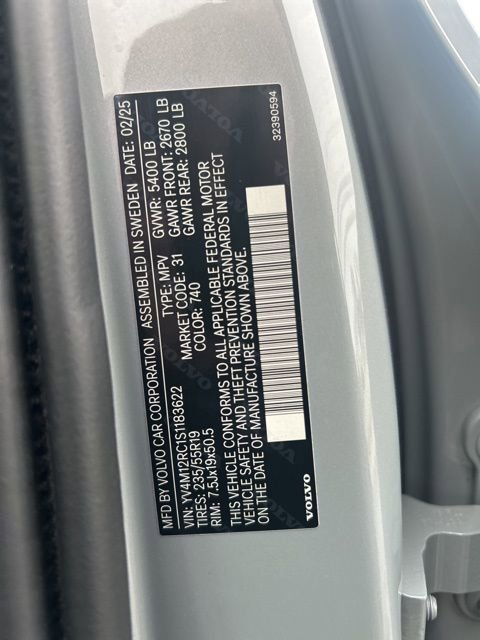 MFD BY VOLVO CAR CORPORATION ASSEMBLED IN SWEDEN DATE: 02/25
VIN: YV4M12RC1S1183622 TYPE: MPV GVWR: 5400 LB
TIRES: 235/55R19 MARKET CODE: 31 GAWR FRONT: 2670 LB
RIM: 7.5Jx19x50.5 COLOR: 740 GAWR REAR: 2800 LB
THIS VEHICLE CONFORMS TO ALL APPLICABLE FEDERAL MOTOR
VEHICLE SAFETY AND THEFT PREVENTION STANDARDS IN EFFECT
ON THE DATE OF MANUFACTURE SHOWN ABOVE.
VOLVO 32390594